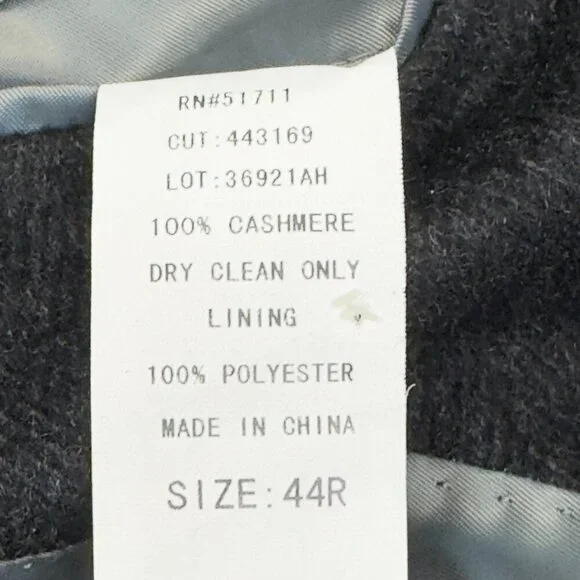 RN#51711
CUT:443169
LOT:36921AH
100% CASHMERE
DRY CLEAN ONLY
LINING
100% POLYESTER
MADE IN CHINA
SIZE:44R